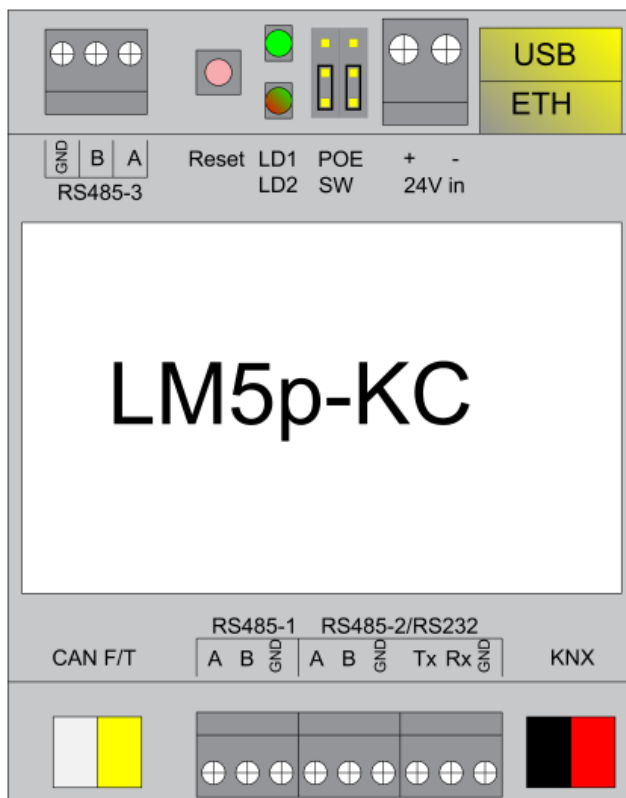 USB
ETH
GND B A
RS485-3
Reset LD1 POE + -
LD2 SW 24V in
LM5p-KC
RS485-1 RS485-2/RS232
CAN F/T A B GND A B GND Tx Rx GND KNX